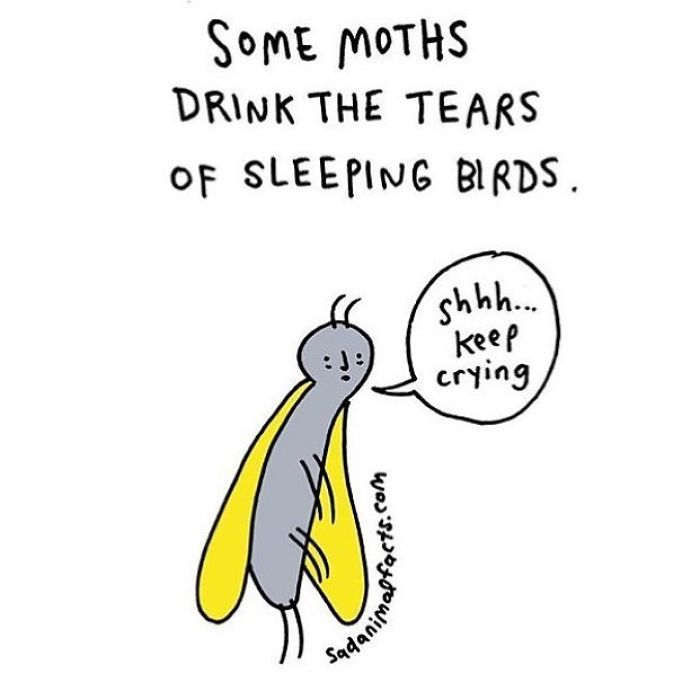 SOME MOTHS
DRINK THE TEARS
OF SLEEPING BIRDS.
shhh...
keep
crying
sadanimalfacts.com